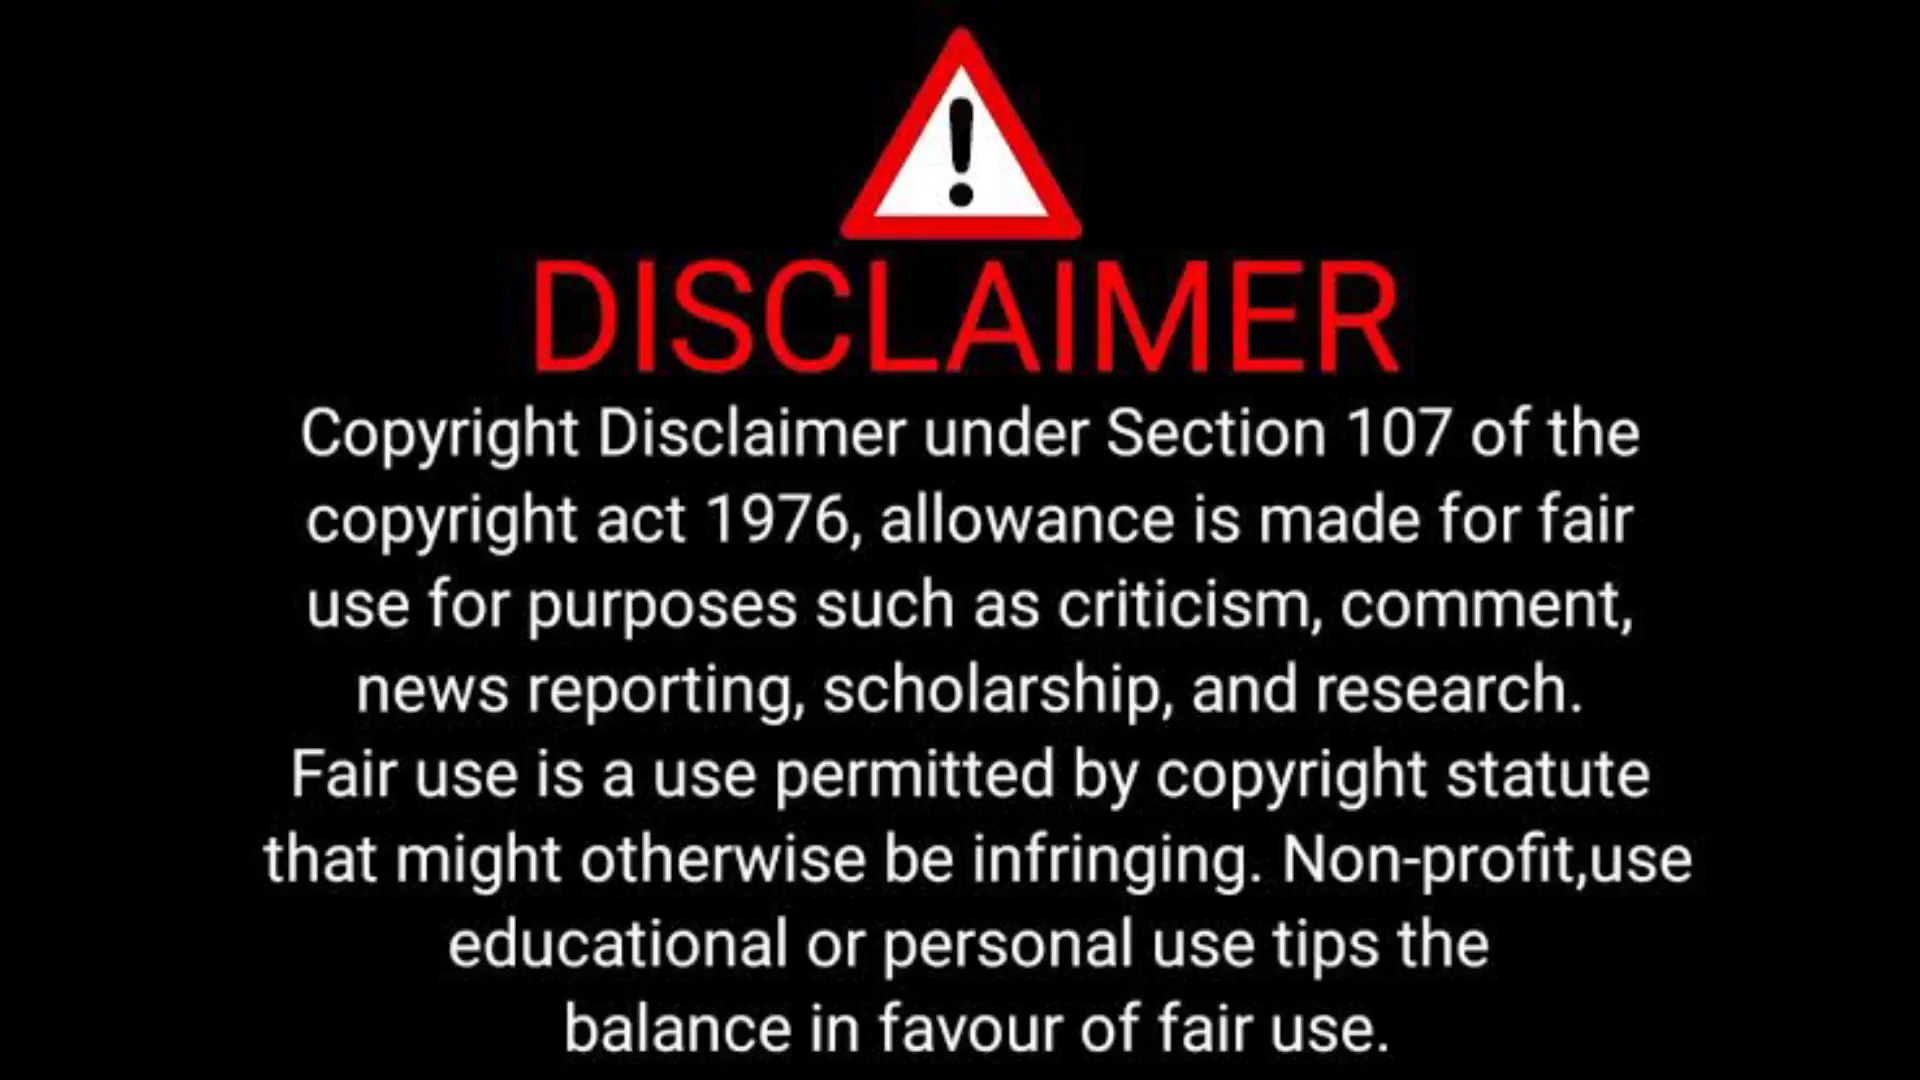 DISCLAIMER
Copyright Disclaimer under Section 107 of the
copyright act 1976, allowance is made for fair
use for purposes such as criticism, comment,
news reporting, scholarship, and research.
Fair use is a use permitted by copyright statute
that might otherwise be infringing. Non-profit,use
educational or personal use tips the
balance in favour of fair use.